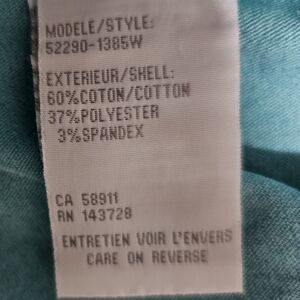 MODELE/STYLE:
52290-1385W
EXTERIEUR/SHELL:
60%COTON/COTTON
37%POLYESTER
3%SPANDEX
CA 58911
RN 143728
ENTRETIEN VOIR L'ENVERS
CARE ON REVERSE